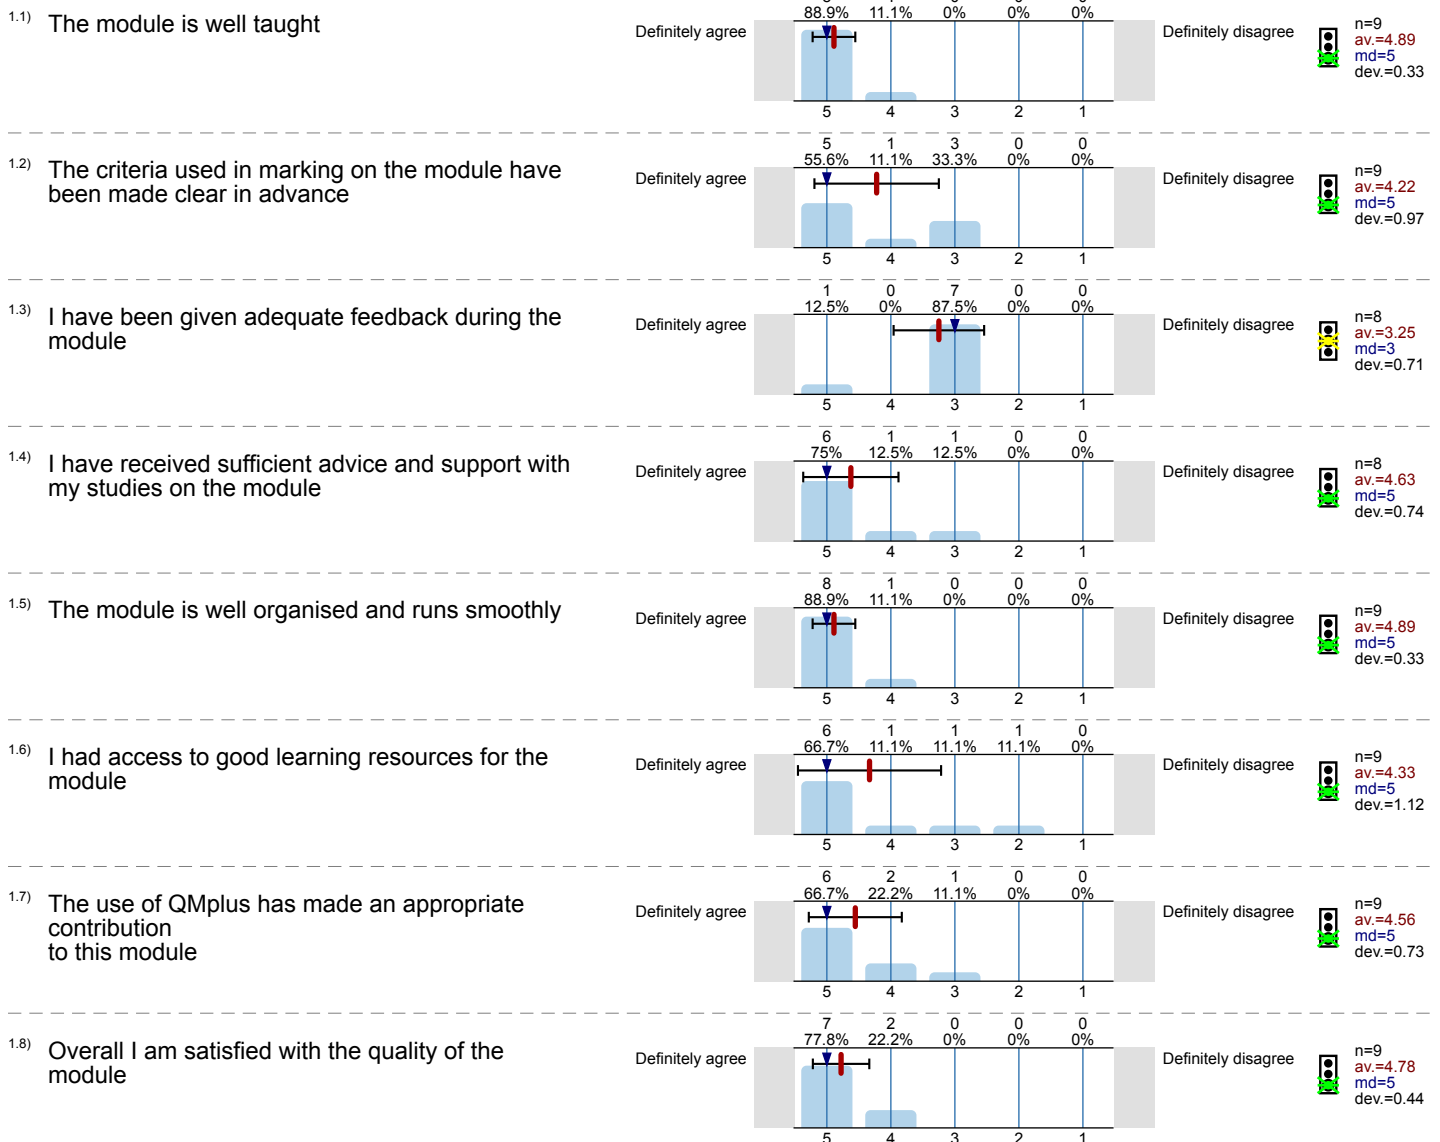 8 1 0 0 0
88.9% 11.1% 0% 0% 0%
1.1) The module is well taught
Definitely agree
Definitely disagree
n=9
av.=4.89
md=5
dev.=0.33
5 4 3 2 1
5 1 3 0 0
55.6% 11.1% 33.3% 0% 0%
1.2) The criteria used in marking on the module have
been made clear in advance
Definitely agree
Definitely disagree
n=9
av.=4.22
md=5
dev.=0.97
5 4 3 2 1
1 0 7 0 0
12.5% 0% 87.5% 0% 0%
1.3) I have been given adequate feedback during the
module
Definitely agree
Definitely disagree
n=8
av.=3.25
md=3
dev.=0.71
5 4 3 2 1
6 1 1 0 0
75% 12.5% 12.5% 0% 0%
1.4) I have received sufficient advice and support with
my studies on the module
Definitely agree
Definitely disagree
n=8
av.=4.63
md=5
dev.=0.74
5 4 3 2 1
8 1 0 0 0
88.9% 11.1% 0% 0% 0%
1.5) The module is well organised and runs smoothly
Definitely agree
Definitely disagree
n=9
av.=4.89
md=5
dev.=0.33
5 4 3 2 1
6 1 1 1 0
66.7% 11.1% 11.1% 11.1% 0%
1.6) I had access to good learning resources for the
module
Definitely agree
Definitely disagree
n=9
av.=4.33
md=5
dev.=1.12
5 4 3 2 1
6 2 1 0 0
66.7% 22.2% 11.1% 0% 0%
1.7) The use of QMplus has made an appropriate
contribution
to this module
Definitely agree
Definitely disagree
n=9
av.=4.56
md=5
dev.=0.73
5 4 3 2 1
7 2 0 0 0
77.8% 22.2% 0% 0% 0%
1.8) Overall I am satisfied with the quality of the
module
Definitely agree
Definitely disagree
n=9
av.=4.78
md=5
dev.=0.44
5 4 3 2 1